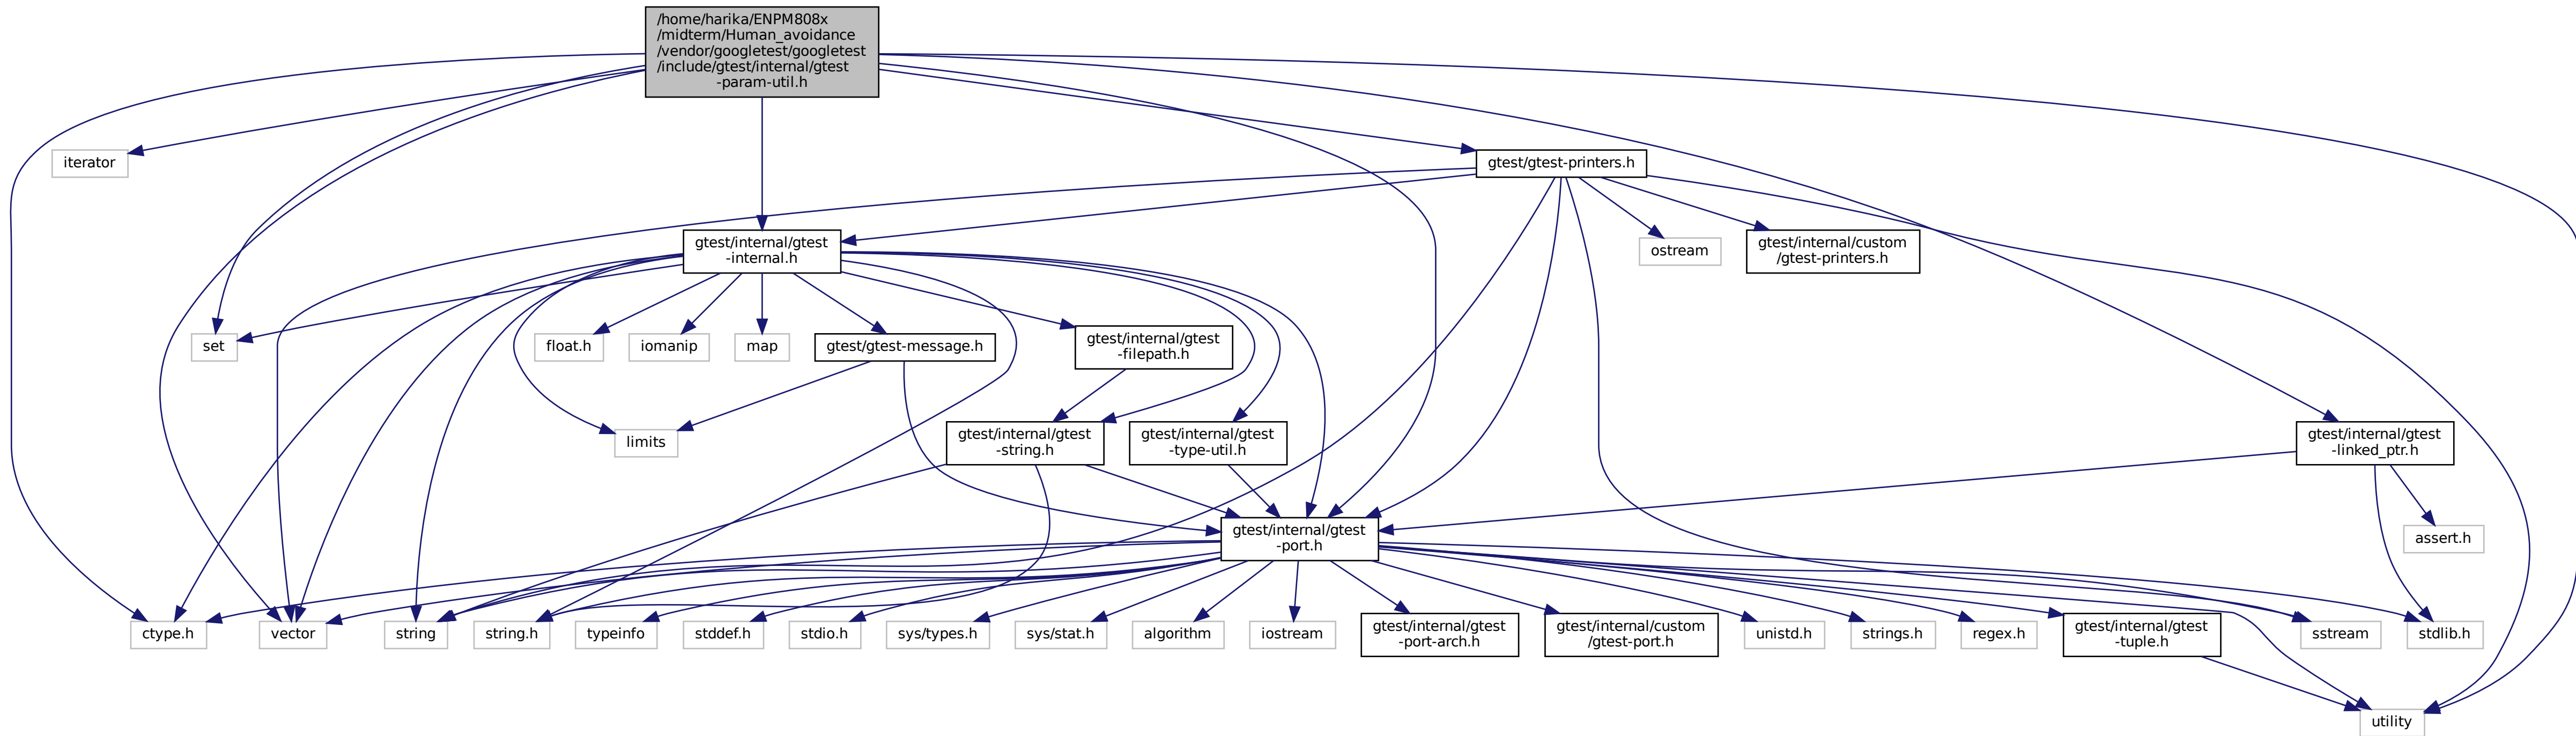 /home/harika/ENPM808x
/midterm/Human_avoidance
/vendor/googletest/googletest
/include/gtest/internal/gtest
-param-util.h
iterator
gtest/gtest-printers.h
gtest/internal/gtest
-internal.h
ostream
gtest/internal/custom
/gtest-printers.h
set
float.h
iomanip
map
gtest/gtest-message.h
gtest/internal/gtest
-filepath.h
limits
gtest/internal/gtest
-string.h
gtest/internal/gtest
-type-util.h
gtest/internal/gtest
-linked_ptr.h
gtest/internal/gtest
-port.h
assert.h
ctype.h
vector
string
string.h
typeinfo
stddef.h
stdio.h
sys/types.h
sys/stat.h
algorithm
iostream
gtest/internal/gtest
-port-arch.h
gtest/internal/custom
/gtest-port.h
unistd.h
strings.h
regex.h
gtest/internal/gtest
-tuple.h
sstream
stdlib.h
utility